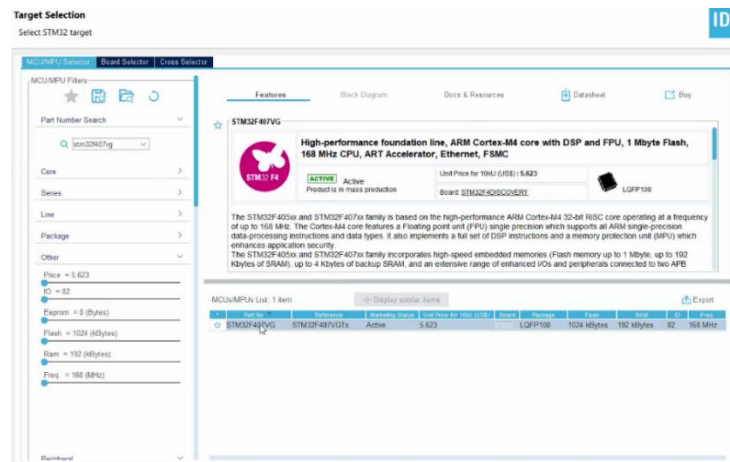 Target Selection
Select STM32 target
ID
MCU/MPU Selector Board Selector Cross Selector
MCU/MPU Filters
Part Number Search
stm32f407vg
Core
Series
Line
Package
Other
Price = 5.623
IO = 82
Eeprom = 0 (Bytes)
Flash = 1024 (kBytes)
Ram = 192 (kBytes)
Freq. = 168 (MHz)
Peripheral
Features Block Diagram Docs & Resources Datasheet Buy
STM32F407VG
STM32 F4
High-performance foundation line, ARM Cortex-M4 core with DSP and FPU, 1 Mbyte Flash,
168 MHz CPU, ART Accelerator, Ethernet, FSMC
ACTIVE Active
Product is in mass production
Unit Price for 10kU (US$) : 5.623
Board: STM32F4DISCOVERY
LQFP100
The STM32F405xx and STM32F407xx family is based on the high-performance ARM Cortex-M4 32-bit RISC core operating at a frequency
of up to 168 MHz. The Cortex-M4 core features a Floating point unit (FPU) single precision which supports all ARM single-precision
data-processing instructions and data types. It also implements a full set of DSP instructions and a memory protection unit (MPU) which
enhances application security.
The STM32F405xx and STM32F407xx family incorporates high-speed embedded memories (Flash memory up to 1 Mbyte, up to 192
Kbytes of SRAM), up to 4 Kbytes of backup SRAM, and an extensive range of enhanced I/Os and peripherals connected to two APB
MCUs/MPUs List: 1 item
Display similar items
Export
* Part No Reference Marketing Status Unit Price for 10kU (US$) Board Package Flash RAM IO Freq.
STM32F407VG STM32F407VGTx Active 5.623 LQFP100 1024 kBytes 192 kBytes 82 168 MHz